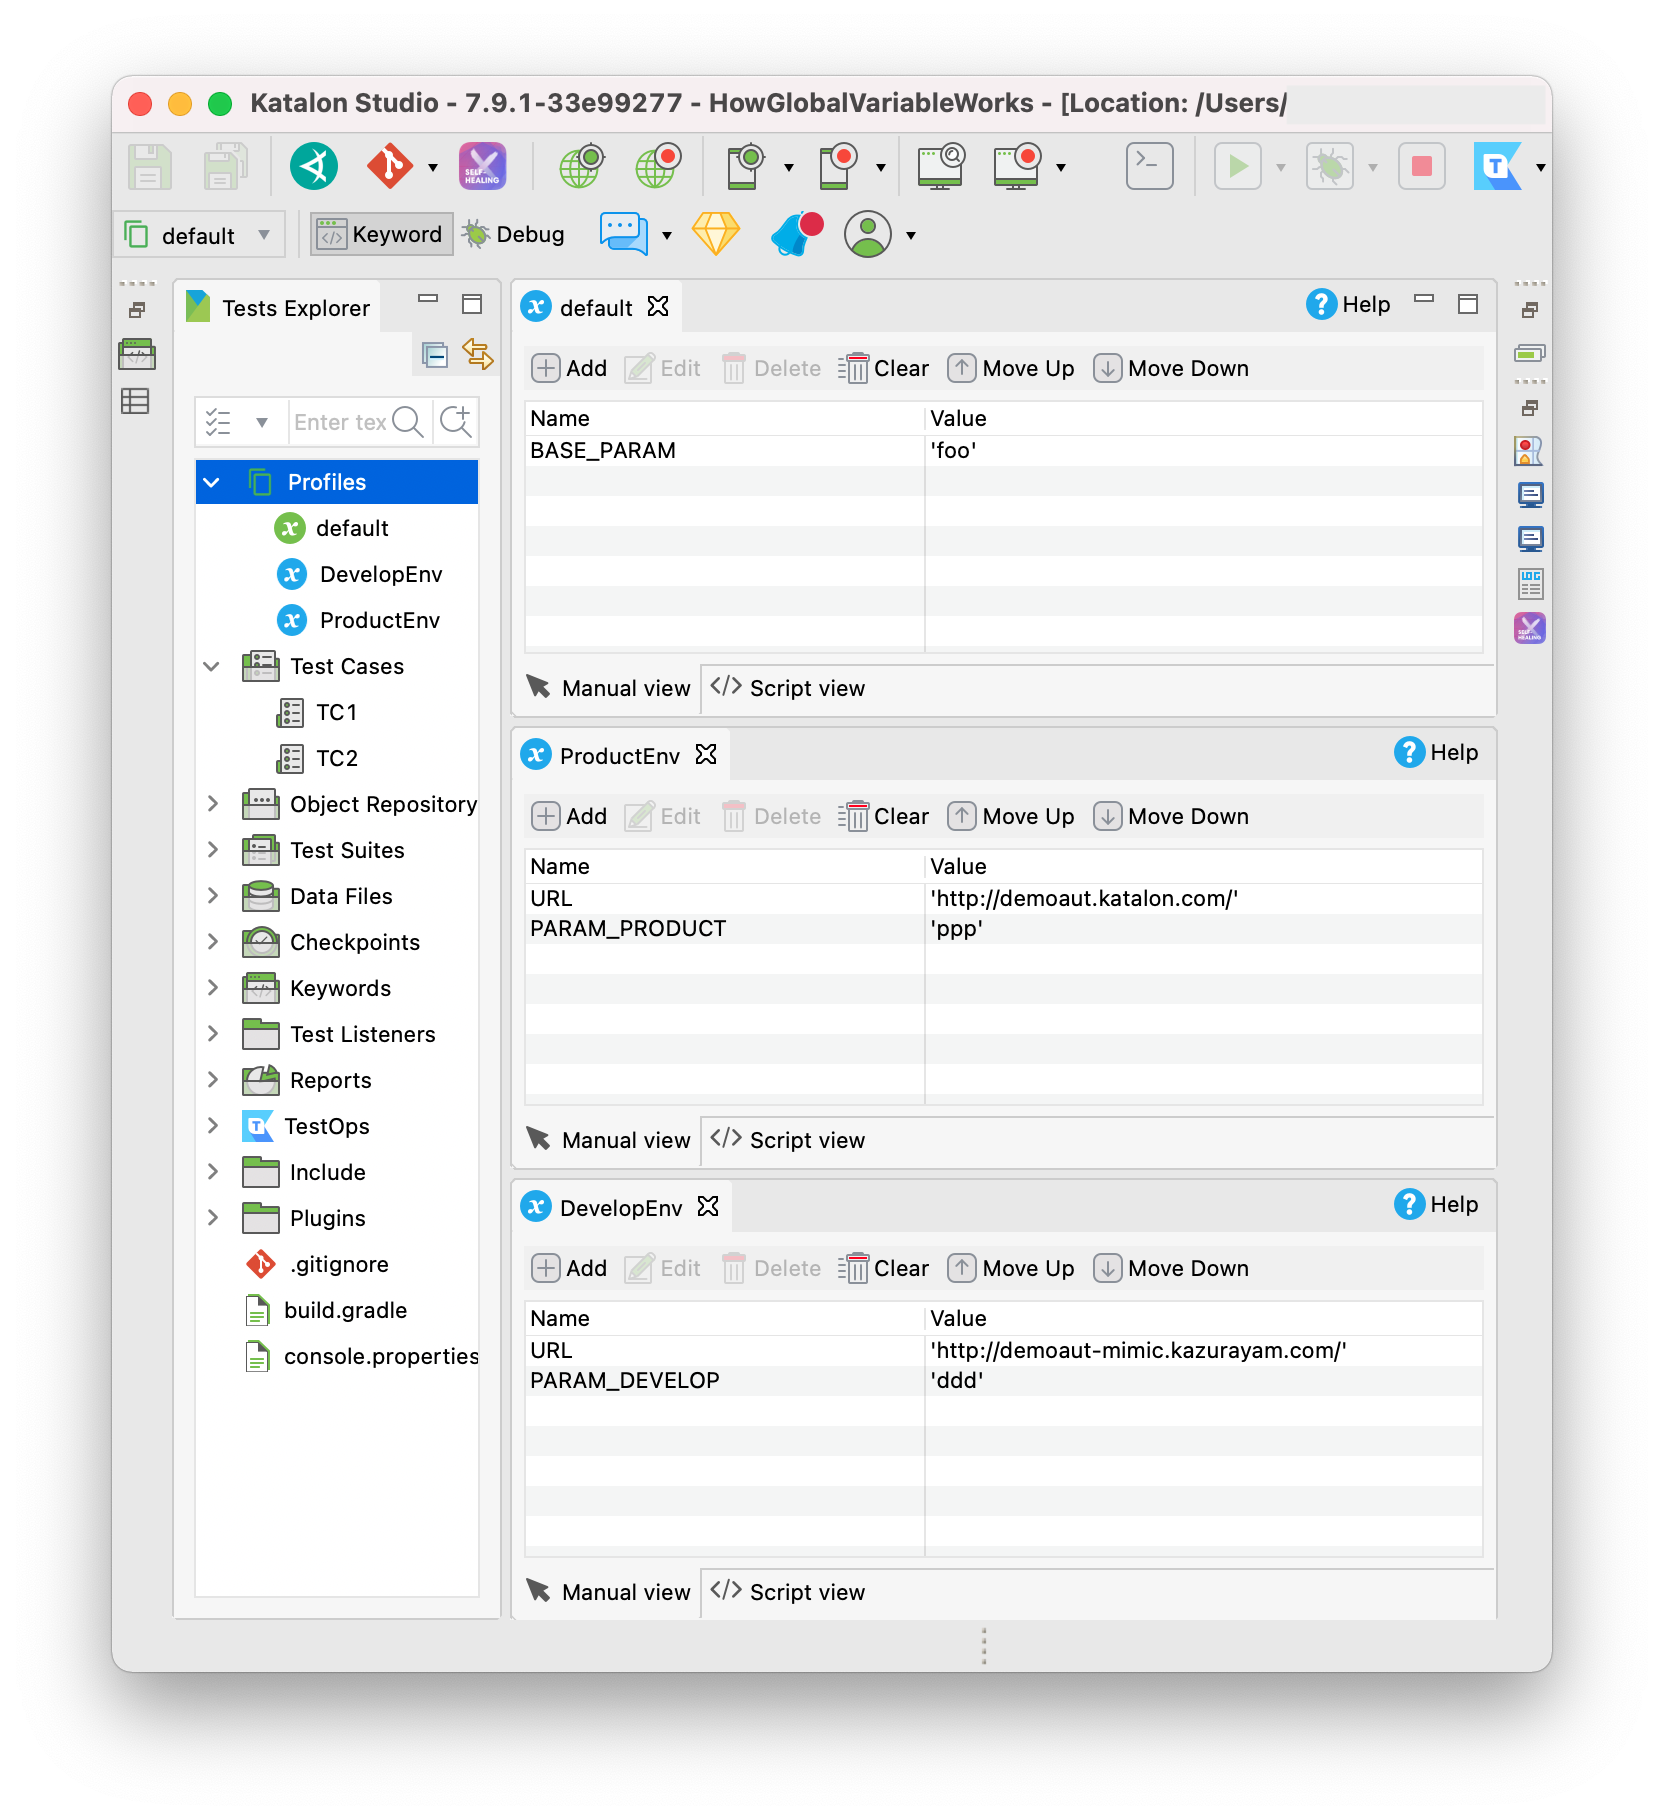 Katalon Studio - 7.9.1-33e99277 - HowGlobalVariableWorks - [Location: /Users/
SELF-
HEALING
default
Keyword
Debug
Tests Explorer
Enter tex
Profiles
default
DevelopEnv
ProductEnv
Test Cases
TC1
TC2
Object Repository
Test Suites
Data Files
Checkpoints
Keywords
Test Listeners
Reports
TestOps
Include
Plugins
.gitignore
build.gradle
console.properties
default
Help
Add Edit Delete Clear Move Up Move Down
Name Value
BASE_PARAM 'foo'
Manual view Script view
ProductEnv
Help
Add Edit Delete Clear Move Up Move Down
Name Value
URL 'http://demoaut.katalon.com/'
PARAM_PRODUCT 'ppp'
Manual view Script view
DevelopEnv
Help
Add Edit Delete Clear Move Up Move Down
Name Value
URL 'http://demoaut-mimic.kazurayam.com/'
PARAM_DEVELOP 'ddd'
Manual view Script view
LOG
SELF-
HEALING